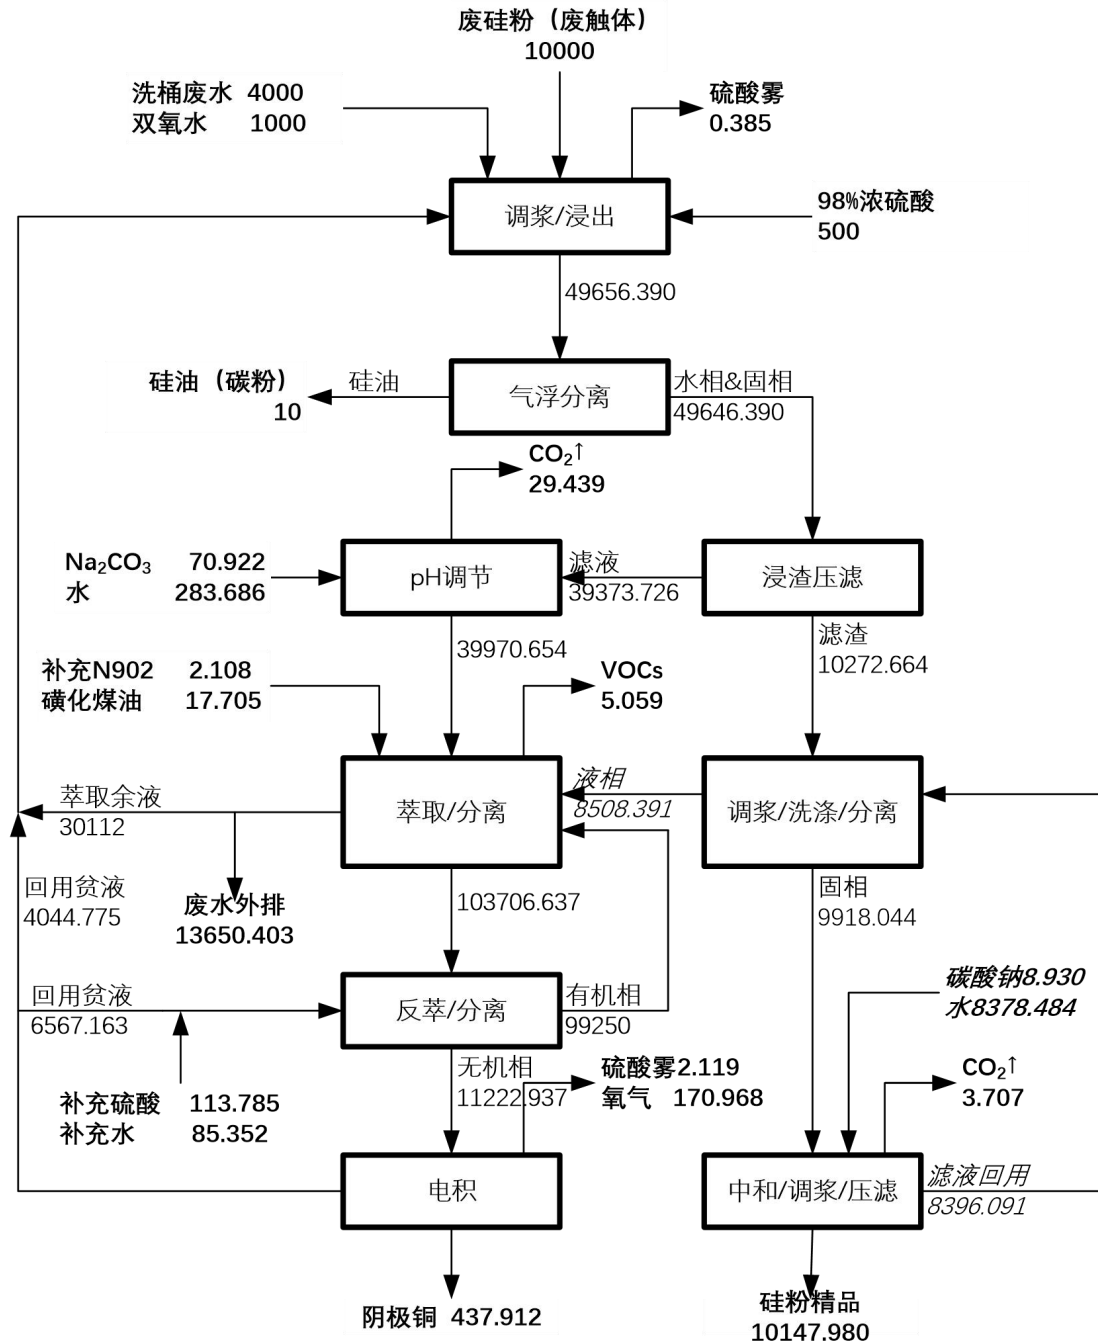 废硅粉（废触体）
10000
洗桶废水 4000
双氧水 1000
硫酸雾
0.385
调浆/浸出
98%浓硫酸
500
49656.390
硅油（碳粉）
10
硅油
气浮分离
水相&固相
49646.390
CO₂↑
29.439
Na₂CO₃ 70.922
水 283.686
pH调节
滤液
39373.726
浸渣压滤
39970.654
滤渣
10272.664
补充N902 2.108
磺化煤油 17.705
VOCs
5.059
萃取余液
30112
萃取/分离
液相
8508.391
调浆/洗涤/分离
回用贫液
4044.775
废水外排
13650.403
103706.637
固相
9918.044
回用贫液
6567.163
反萃/分离
有机相
99250
碳酸钠8.930
水8378.484
补充硫酸 113.785
补充水 85.352
无机相
11222.937
硫酸雾2.119
氧气 170.968
CO₂↑
3.707
电积
中和/调浆/压滤
滤液回用
8396.091
阴极铜 437.912
硅粉精品
10147.980